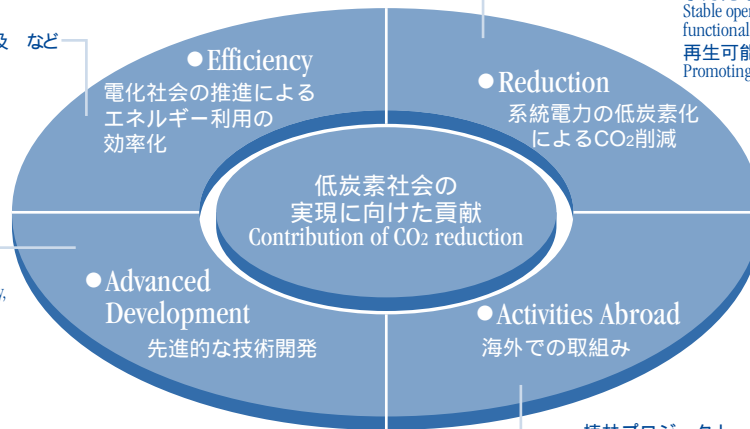 など
Stable oper
functional
再生可能
Promoting
● Efficiency
電化社会の推進による
エネルギー利用の
効率化
● Reduction
系統電力の低炭素化
によるCO2削減
低炭素社会の
実現に向けた貢献
Contribution of CO2 reduction
● Advanced
Development
先進的な技術開発
● Activities Abroad
海外での取組み